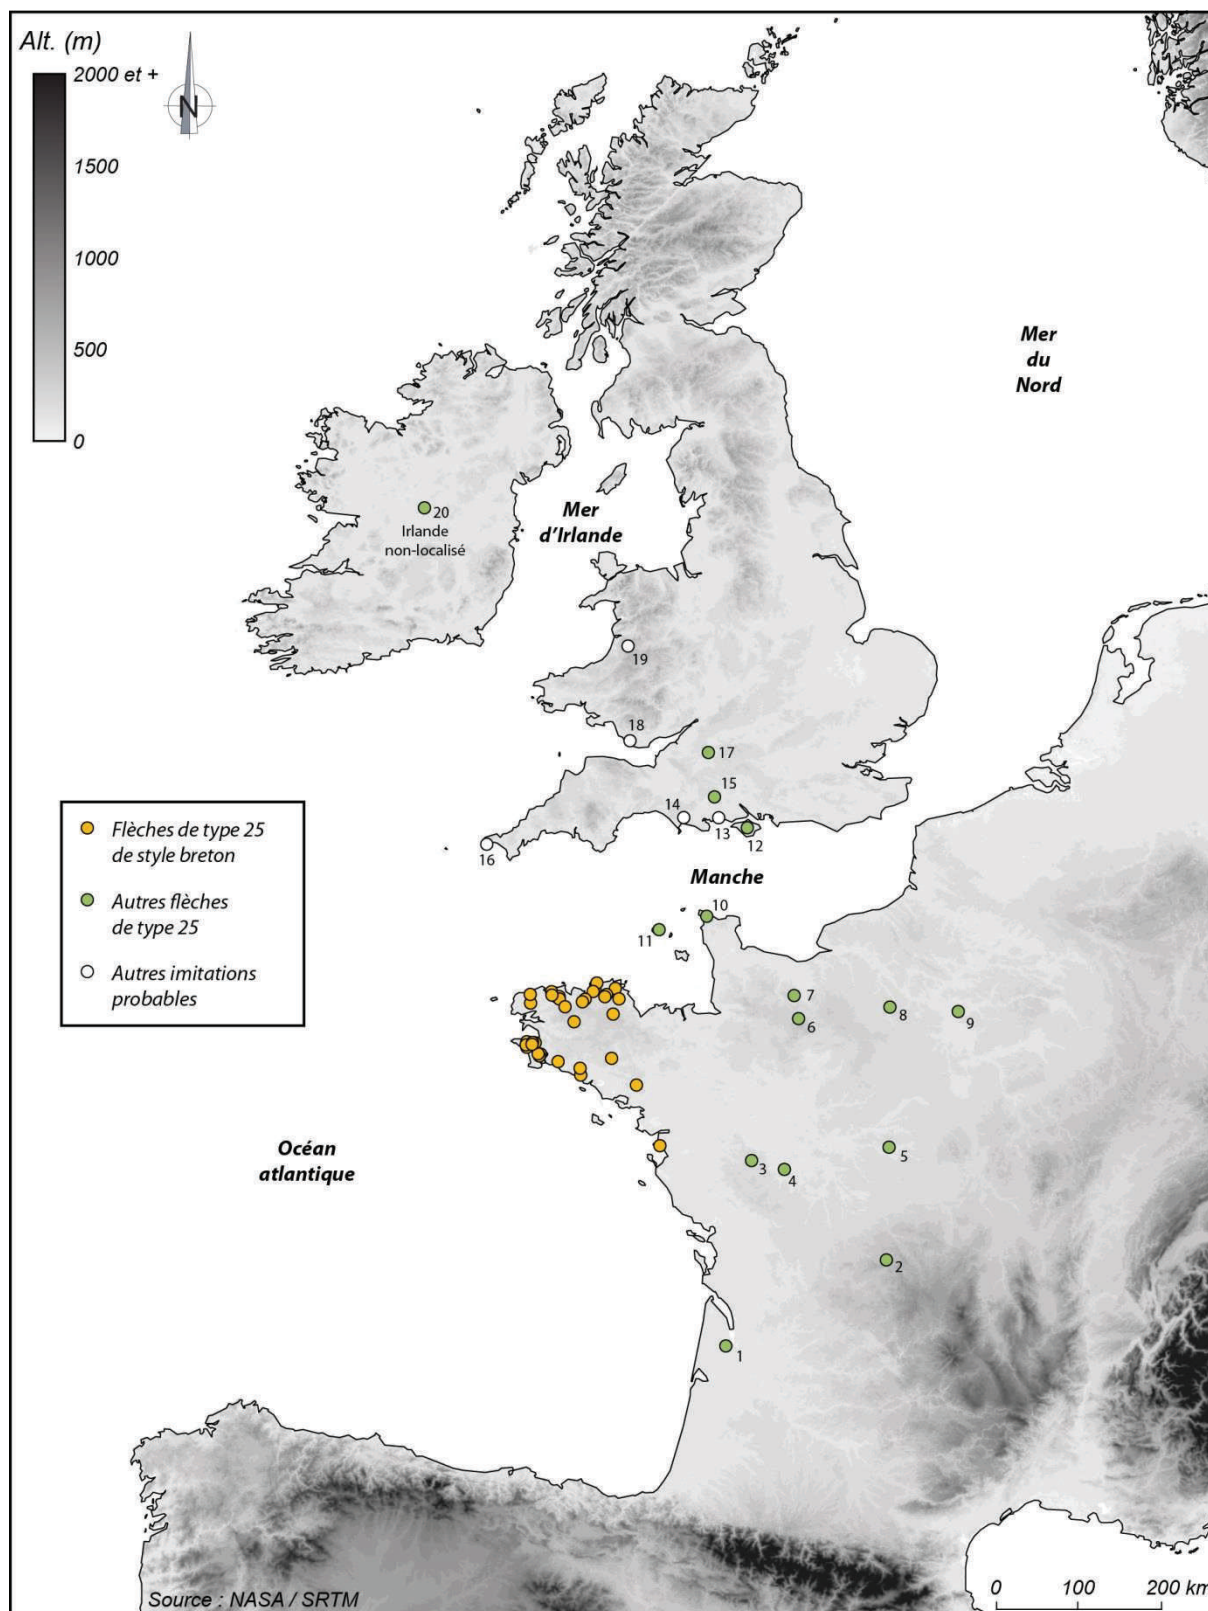 Alt. (m)
2000 et +
1500
1000
500
0
N
Mer
du
Nord
20
Irlande
non-localisé
Mer
d'Irlande
19
18
17
15
14
13
12
16
Manche
Flèches de type 25
de style breton
Autres flèches
de type 25
Autres imitations
probables
10
11
7
6
8
9
Océan
atlantique
3
4
5
2
1
Source : NASA / SRTM
0 100 200 km